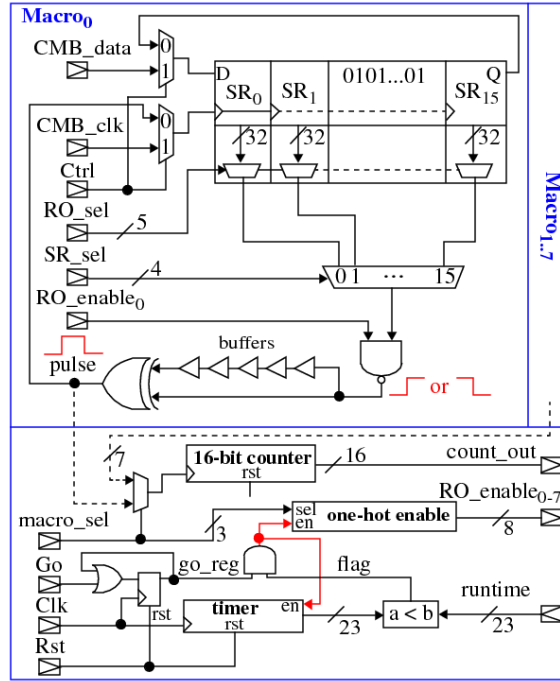 Macro0
CMB_data
0
1
D
SR0
SR1
0101...01
Q
SR15
CMB_clk
0
1
32
32
32
Ctrl
RO_sel
5
SR_sel
4
0 1 ... 15
RO_enable0
buffers
pulse
or
Macro1..7
7
16-bit counter
rst
16
count_out
RO_enable0-7
macro_sel
3
sel
en
one-hot enable
8
Go
go_reg
flag
Clk
rst
timer
en
rst
23
a < b
runtime
23
Rst